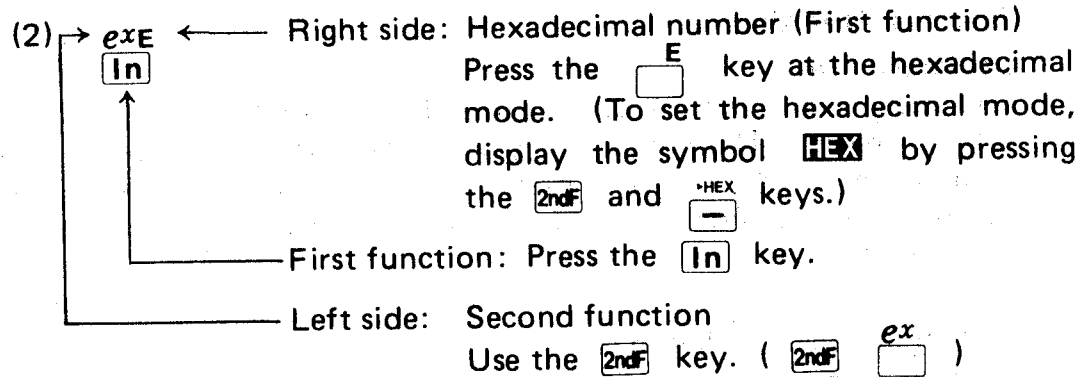 (2) exE Right side: Hexadecimal number (First function)
E
Press the key at the hexadecimal
ln
mode. (To set the hexadecimal mode,
display the symbol HEX by pressing
the 2ndF and ▸HEX − keys.)
First function: Press the ln key.
Left side: Second function
ex
Use the 2ndF key. ( 2ndF )